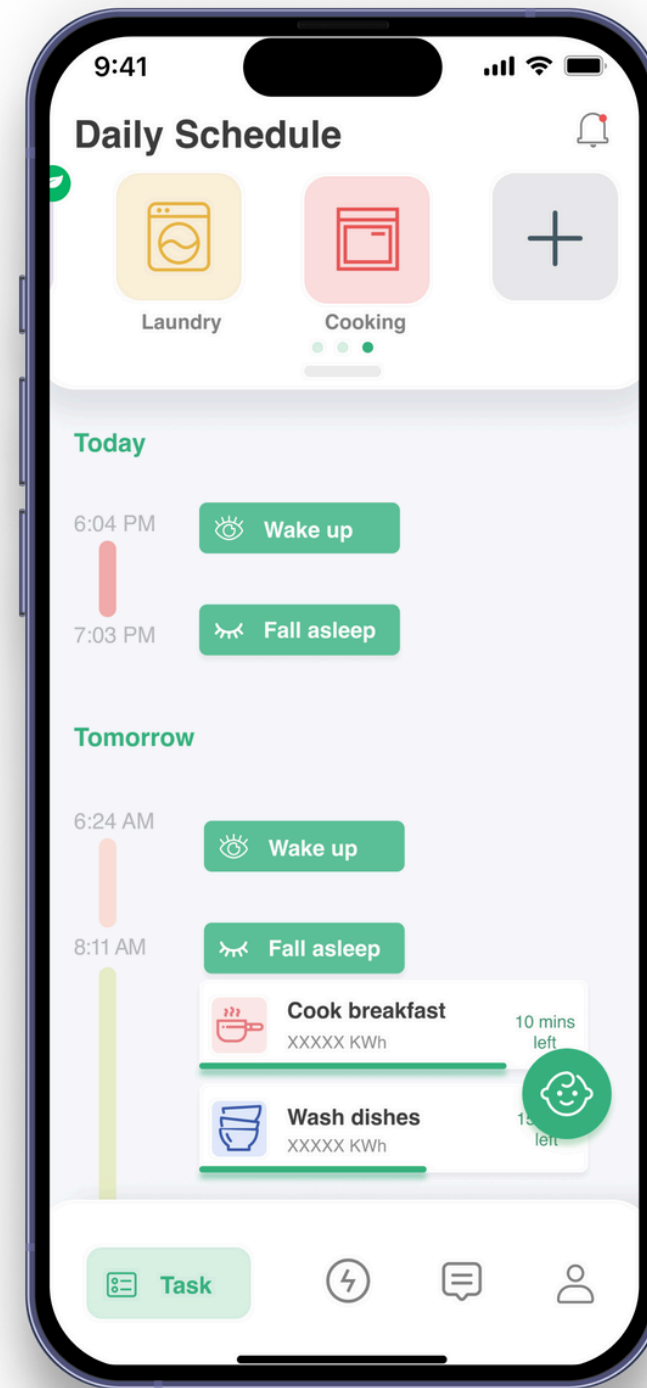 9:41
Daily Schedule
Laundry
Cooking
Today
6:04 PM
Wake up
7:03 PM
Fall asleep
Tomorrow
6:24 AM
Wake up
8:11 AM
Fall asleep
Cook breakfast
XXXXX KWh
10 mins
left
Wash dishes
XXXXX KWh
left
Task